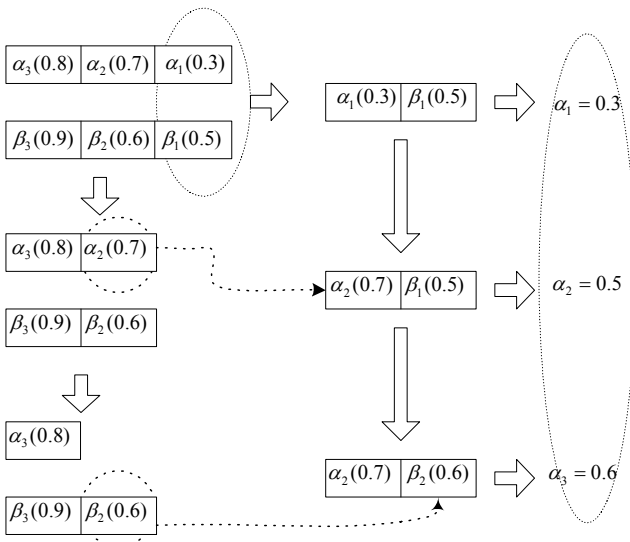 α₃(0.8) α₂(0.7) α₁(0.3)
β₃(0.9) β₂(0.6) β₁(0.5)
α₁(0.3) β₁(0.5)
α₁ = 0.3
α₃(0.8) α₂(0.7)
β₃(0.9) β₂(0.6)
α₂(0.7) β₁(0.5)
α₂ = 0.5
α₃(0.8)
β₃(0.9) β₂(0.6)
α₂(0.7) β₂(0.6)
α₃ = 0.6